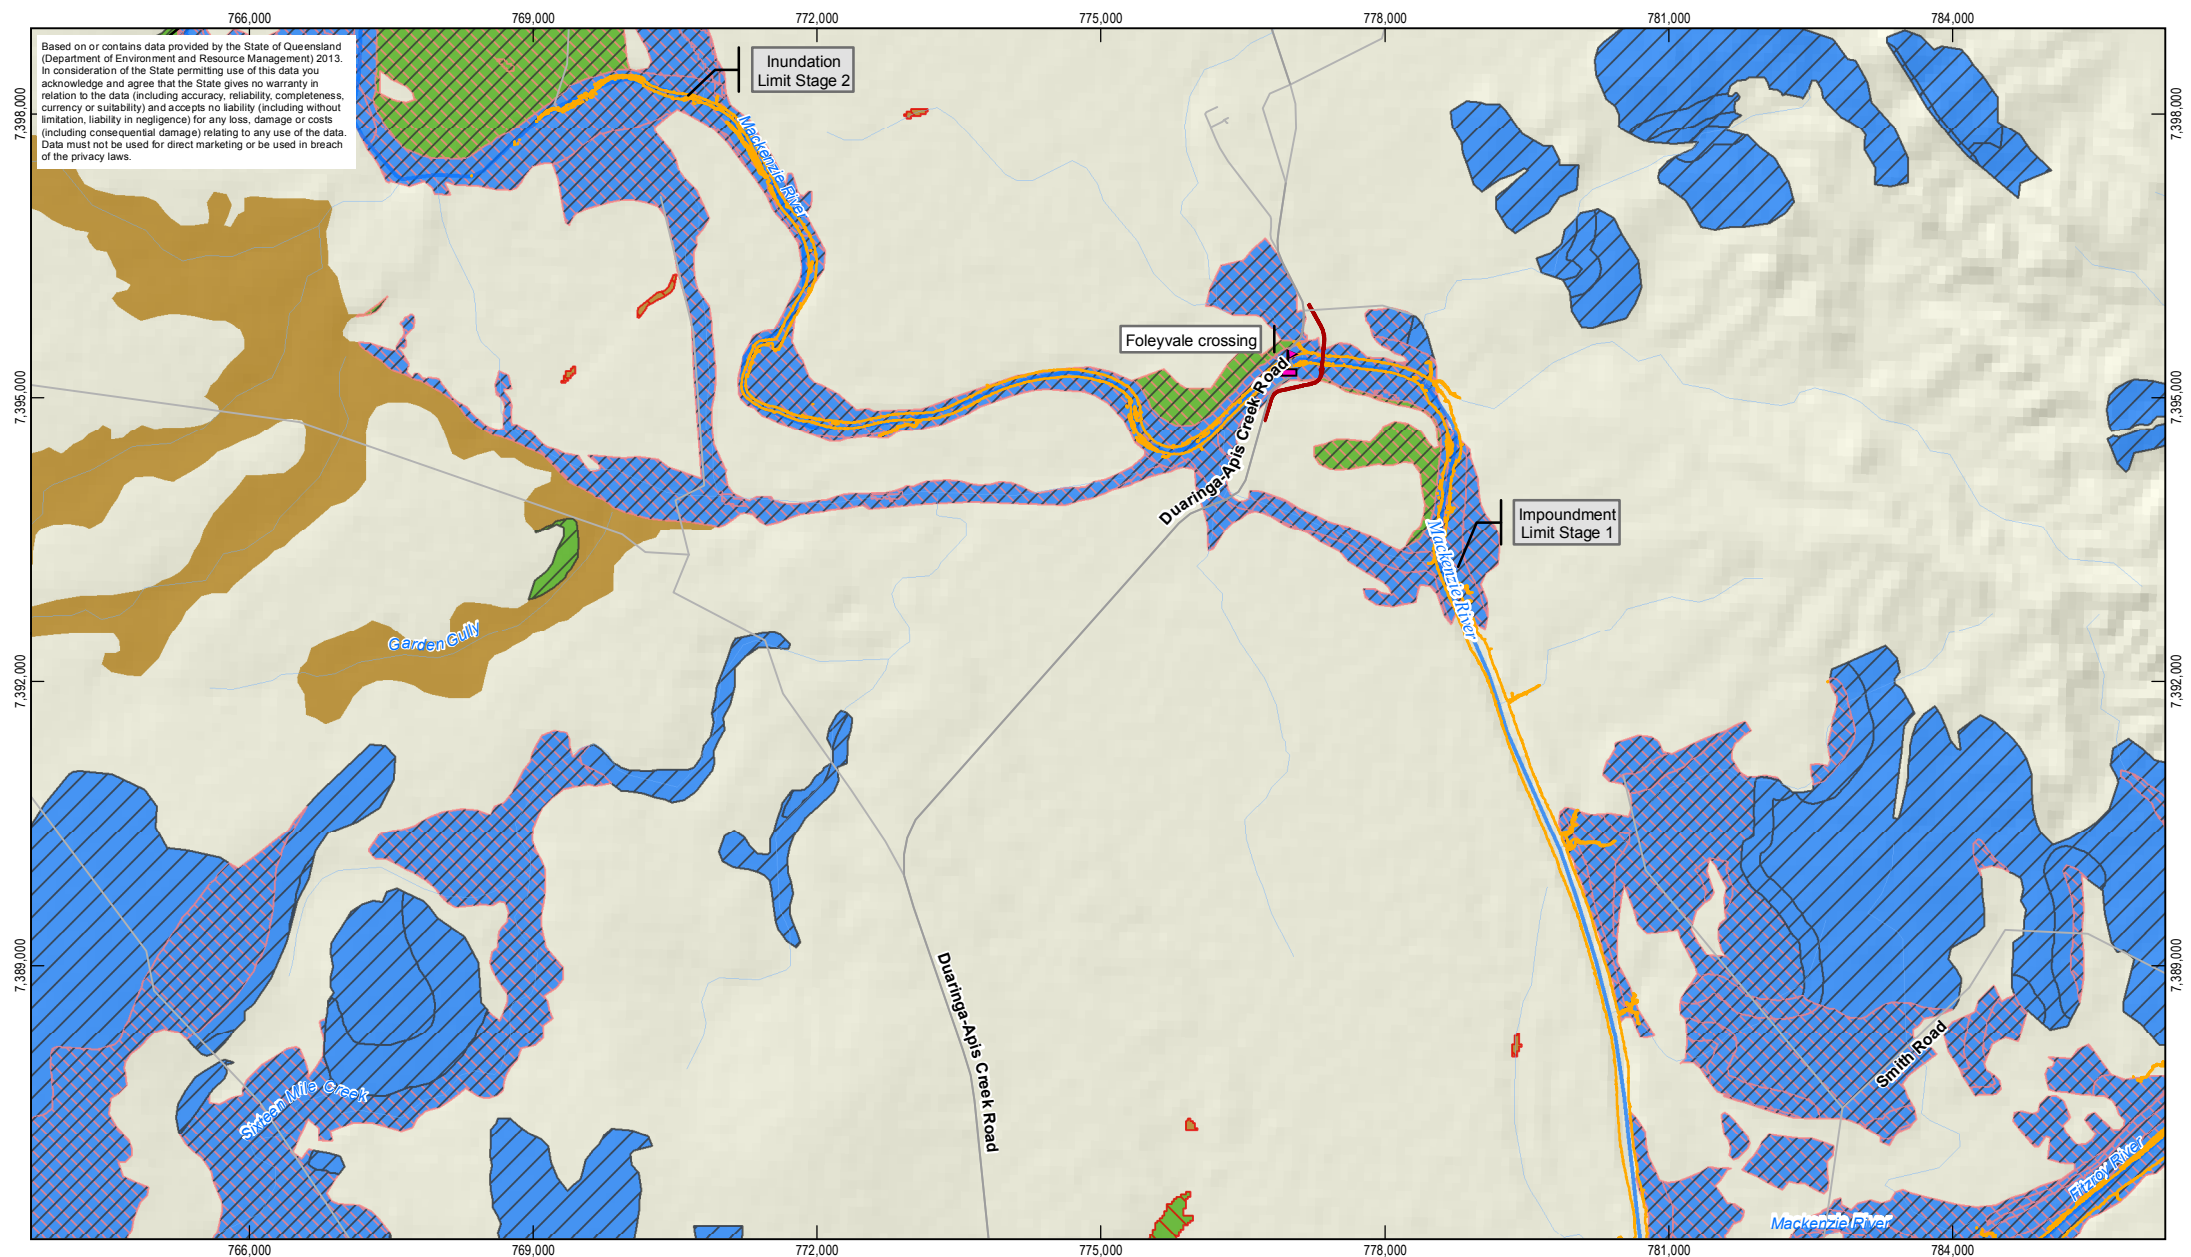 766,000
769,000
772,000
775,000
778,000
781,000
784,000
Based on or contains data provided by the State of Queensland
(Department of Environment and Resource Management) 2013.
In consideration of the State permitting use of this data you
acknowledge and agree that the State gives no warranty in
relation to the data (including accuracy, reliability, completeness,
currency or suitability) and accepts no liability (including without
limitation, liability in negligence) for any loss, damage or costs
(including consequential damage) relating to any use of the data.
Data must not be used for direct marketing or be used in breach
of the privacy laws.
Inundation
Limit Stage 2
7,398,000
7,398,000
Mackenzie River
Foleyvale crossing
7,395,000
7,395,000
Duaringa-Apis Creek Road
Impoundment
Limit Stage 1
Mackenzie River
Garden Gully
7,392,000
7,392,000
7,389,000
7,389,000
Duaringa-Apis Creek Road
Smith Road
Sixteen Mile Creek
Fitzroy River
Mackenzie River
766,000
769,000
772,000
775,000
778,000
781,000
784,000